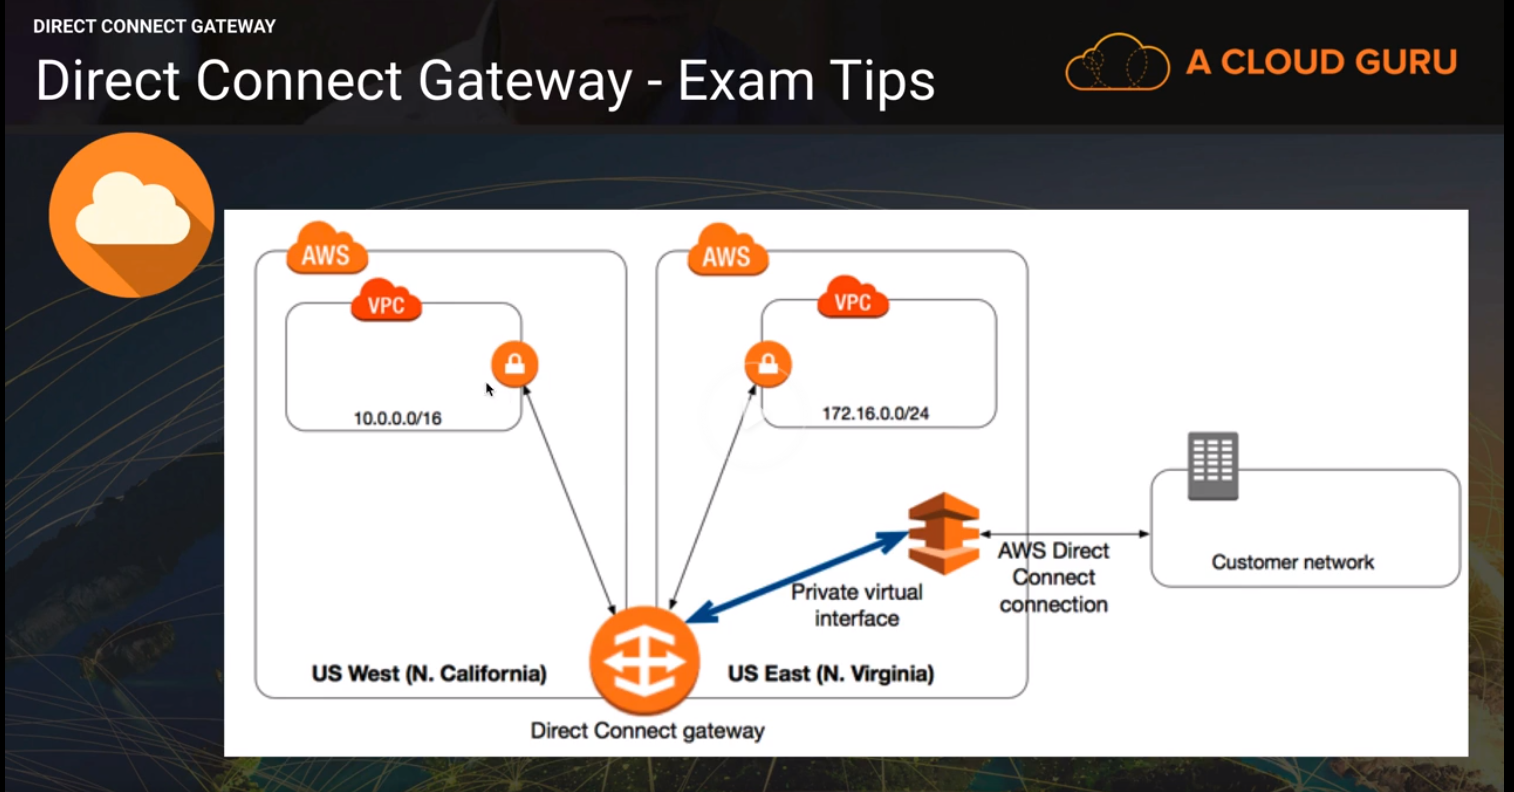 DIRECT CONNECT GATEWAY
Direct Connect Gateway - Exam Tips
A CLOUD GURU
AWS
AWS
VPC
VPC
10.0.0.0/16
172.16.0.0/24
AWS Direct
Connect
connection
Customer network
Private virtual
interface
US West (N. California)
US East (N. Virginia)
Direct Connect gateway